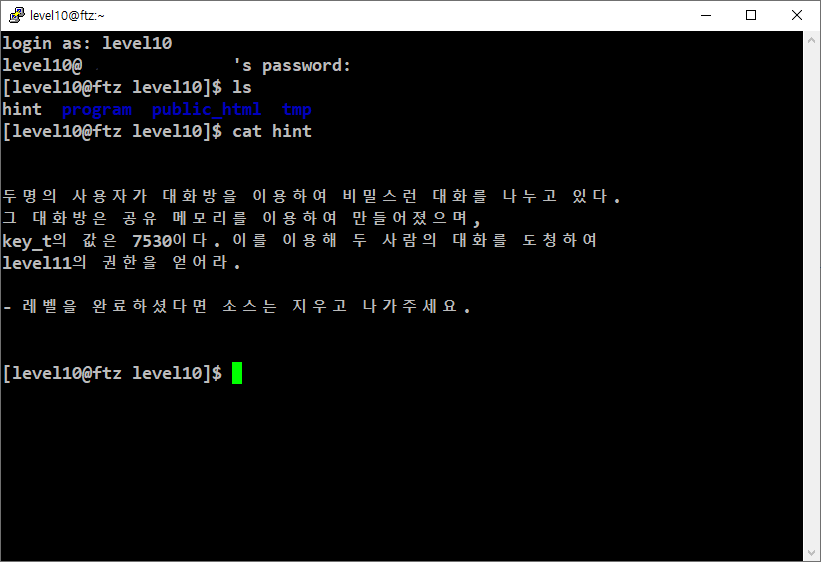 level10@ftz:~
login as: level10
level10@ 's password:
[level10@ftz level10]$ ls
hint program public_html tmp
[level10@ftz level10]$ cat hint
두명의 사용자가 대화방을 이용하여 비밀스런 대화를 나누고 있다.
그 대화방은 공유 메모리를 이용하여 만들어졌으며,
key_t의 값은 7530이다. 이를 이용해 두 사람의 대화를 도청하여
level11의 권한을 얻어라.
- 레벨을 완료하셨다면 소스는 지우고 나가주세요.
[level10@ftz level10]$